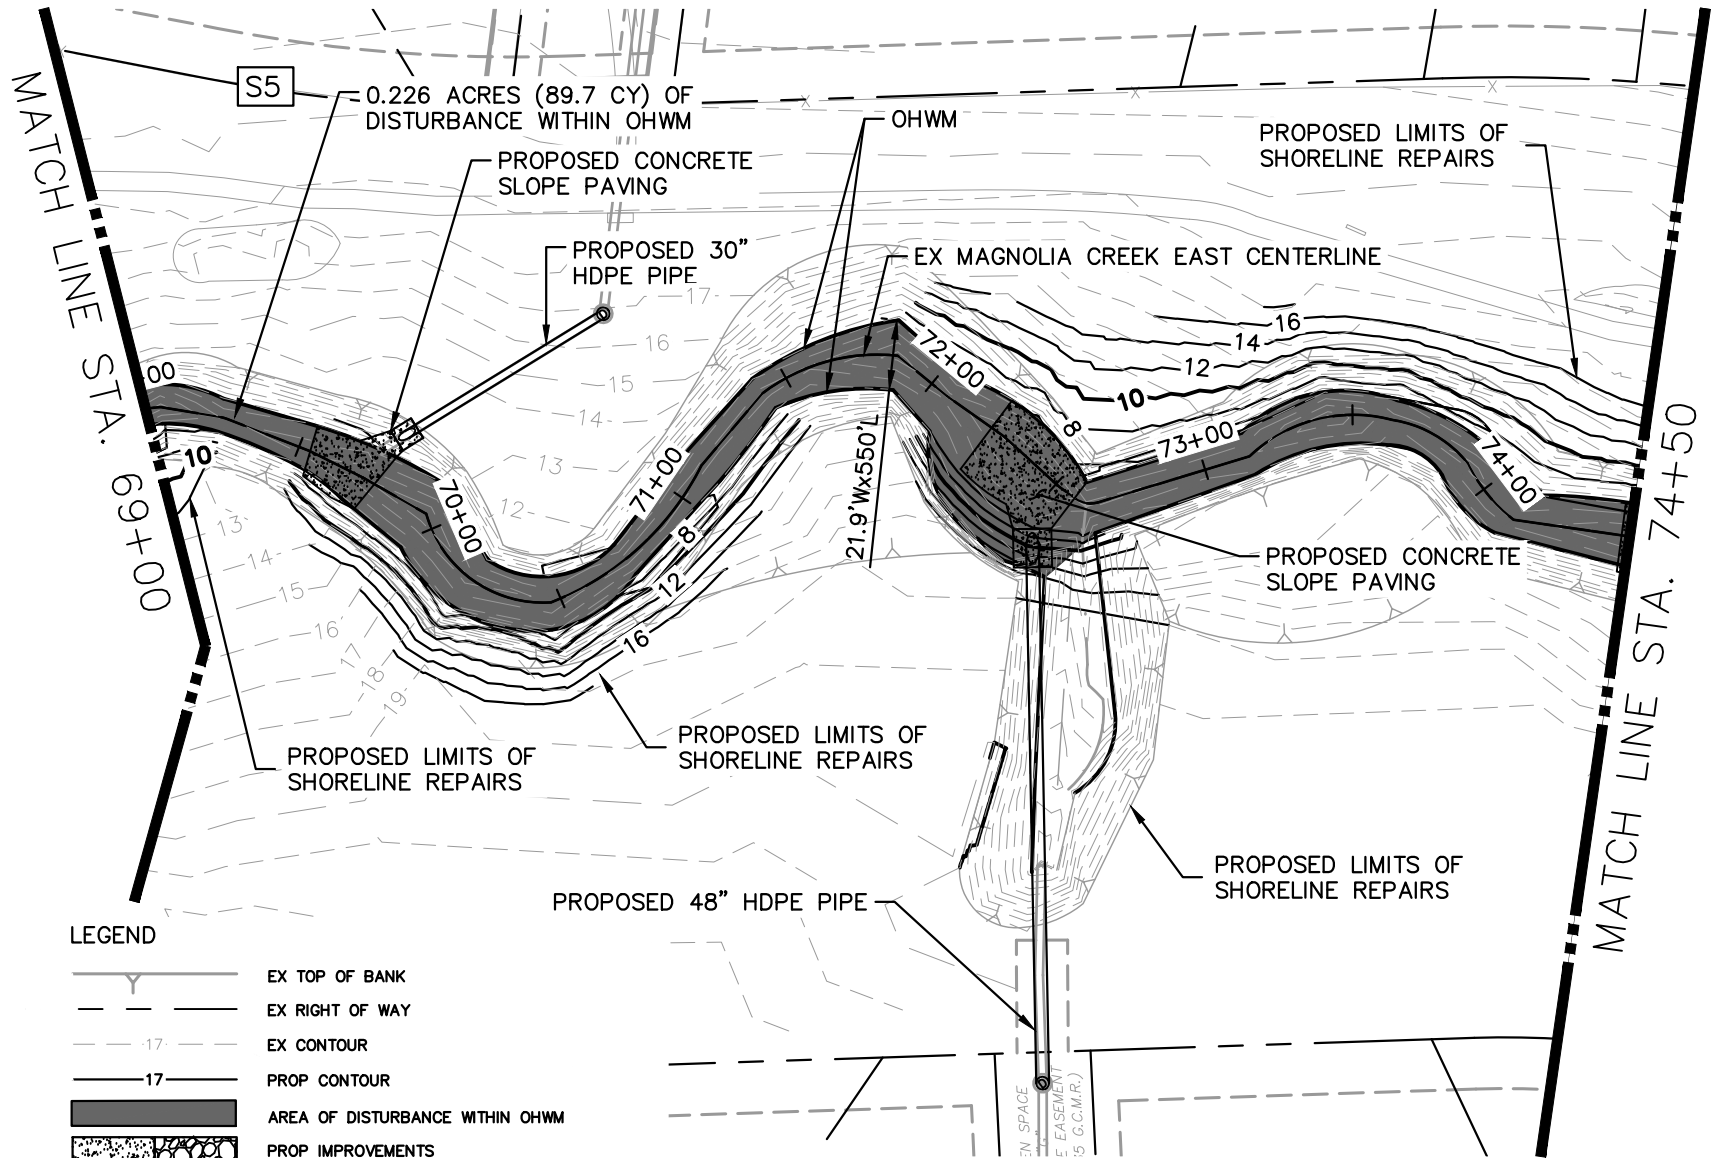 S5
0.226 ACRES (89.7 CY) OF
DISTURBANCE WITHIN OHWM
OHWM
PROPOSED LIMITS OF
SHORELINE REPAIRS
PROPOSED CONCRETE
SLOPE PAVING
MATCH LINE STA. 69+00
PROPOSED 30”
HDPE PIPE
EX MAGNOLIA CREEK EAST CENTERLINE
17
16
15
14
13
12
16
14
12
10
8
00
72+00
73+00
74+00
71+00
70+00
10
13
14
15
16
17
18
19
8
12
16
21.9'Wx550'L
PROPOSED CONCRETE
SLOPE PAVING
MATCH LINE STA. 74+50
PROPOSED LIMITS OF
SHORELINE REPAIRS
PROPOSED LIMITS OF
SHORELINE REPAIRS
PROPOSED LIMITS OF
SHORELINE REPAIRS
PROPOSED 48” HDPE PIPE
EN SPACE
E EASEMENT
G.C.M.R.)
LEGEND
EX TOP OF BANK
EX RIGHT OF WAY
17
EX CONTOUR
17
PROP CONTOUR
AREA OF DISTURBANCE WITHIN OHWM
PROP IMPROVEMENTS